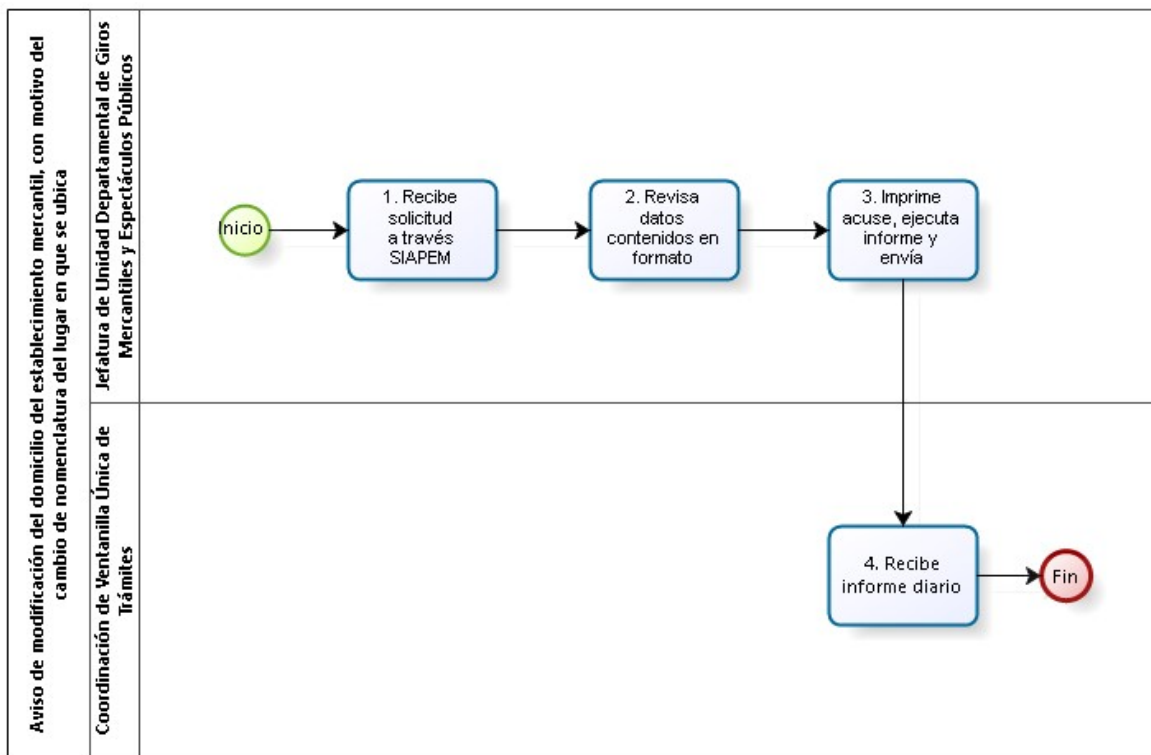 Aviso de modificación del domicilio del establecimiento mercantil, con motivo del
cambio de nomenclatura del lugar en que se ubica
Jefatura de Unidad Departamental de Giros
Mercantiles y Espectáculos Públicos
Inicio
1. Recibe
solicitud
a través
SIAPEM
2. Revisa
datos
contenidos en
formato
3. Imprime
acuse, ejecuta
informe y
envía
Coordinación de Ventanilla Única de
Trámites
4. Recibe
informe diario
Fin